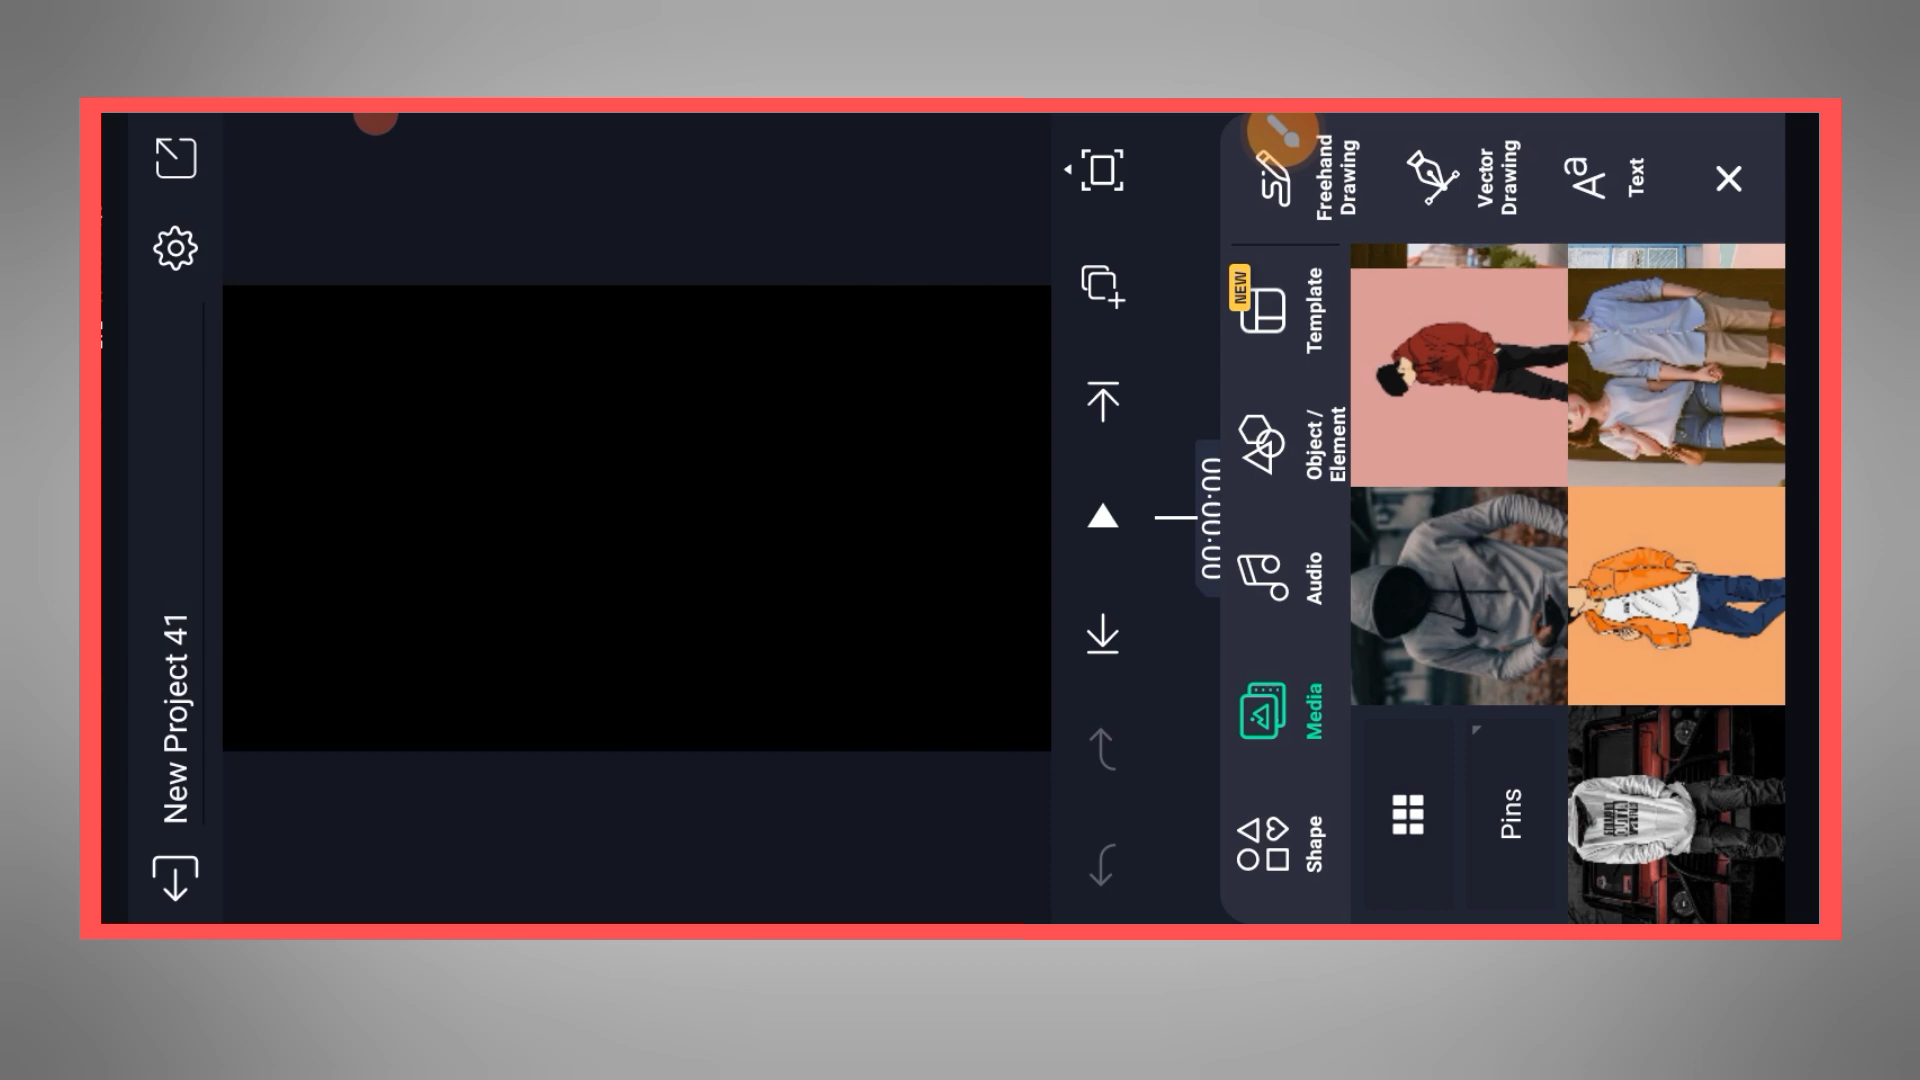 New Project 41
00:00:00
Shape
Media
Audio
Object /
Element
Template
NEW
Freehand
Drawing
Vector
Drawing
Aa
Text
Pins